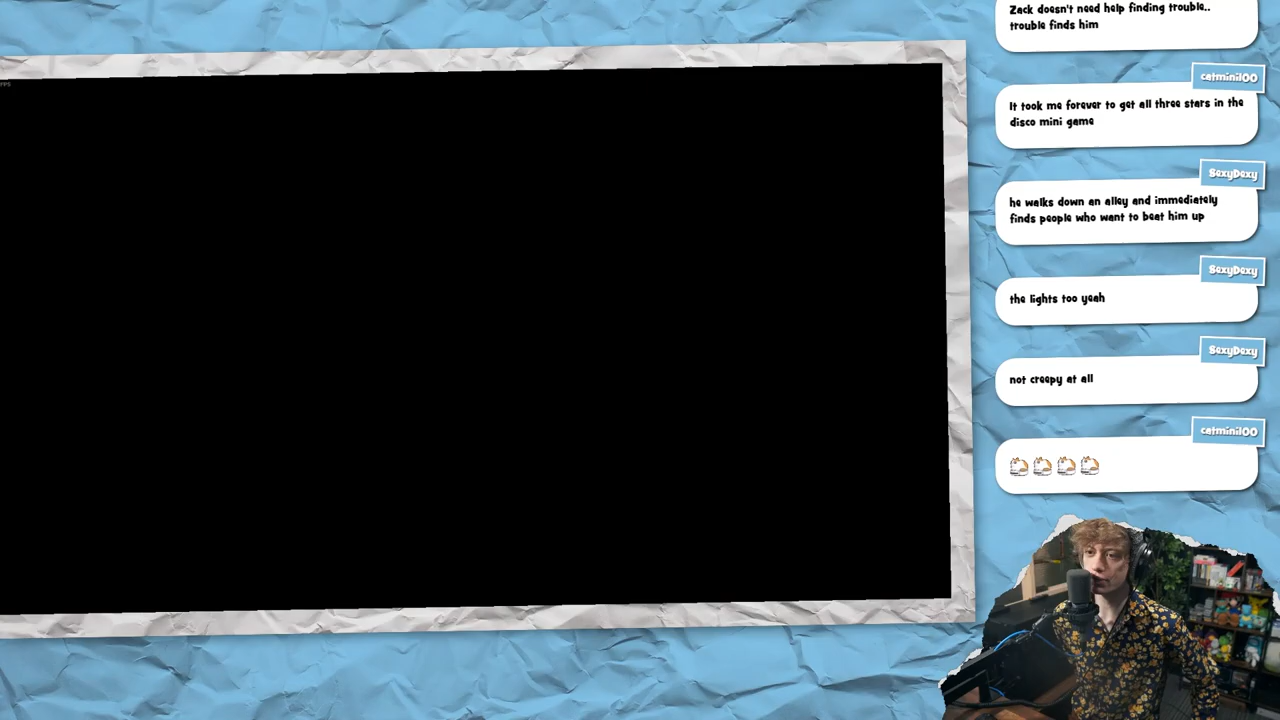 FPS
Zack doesn't need help finding trouble..
trouble finds him
catmini100
It took me forever to get all three stars in the
disco mini game
SexyDexy
he walks down an alley and immediately
finds people who want to beat him up
SexyDexy
the lights too yeah
SexyDexy
not creepy at all
catmini100